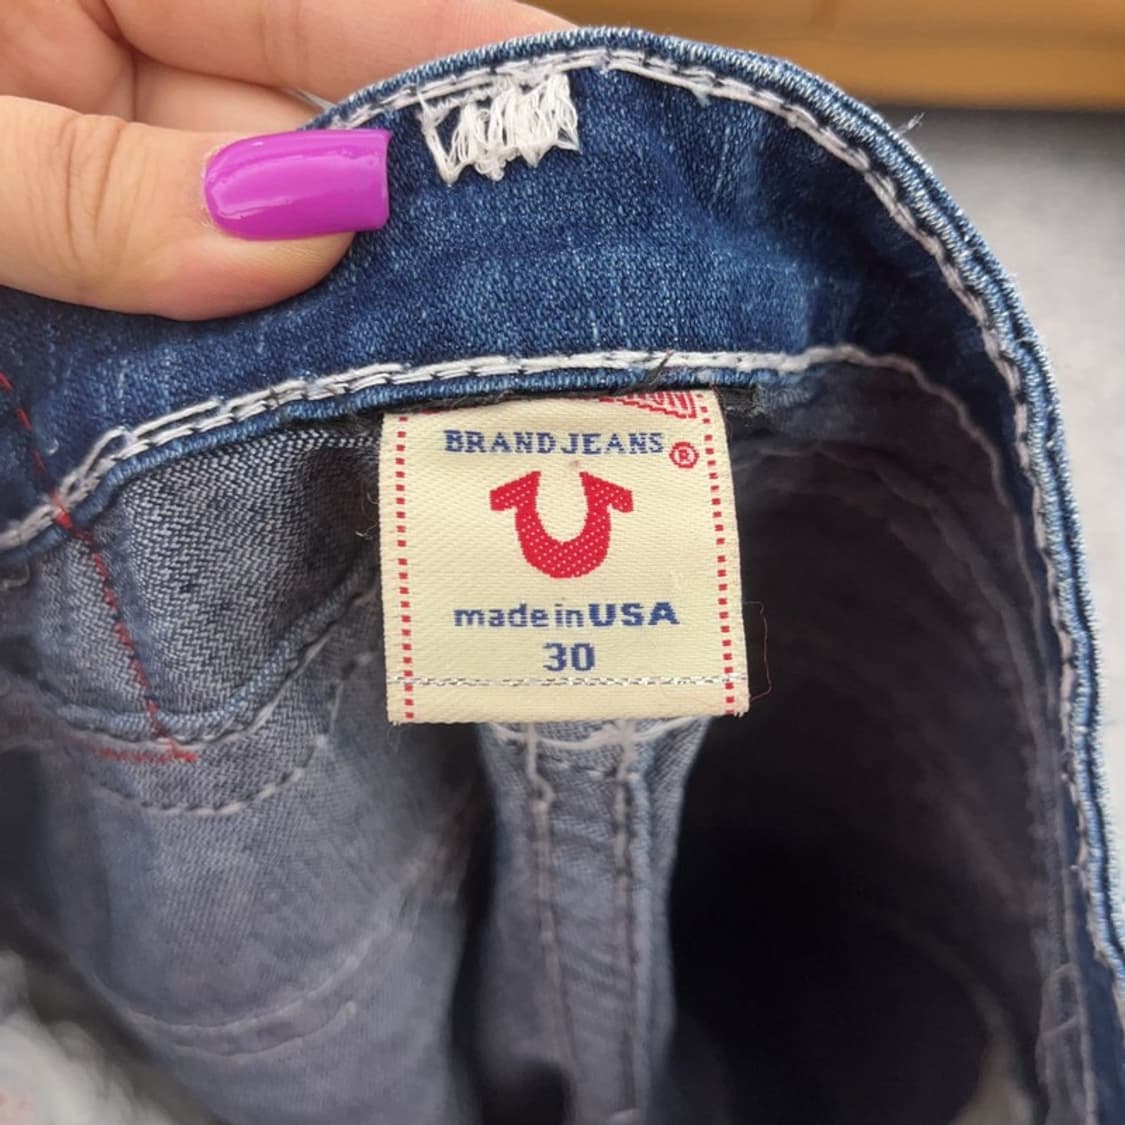 BRAND JEANS
®
made in USA
30